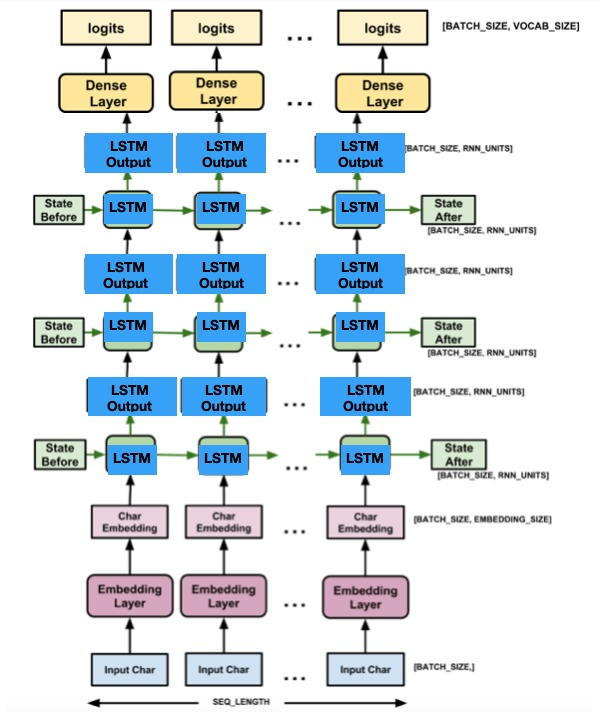 logits logits ... logits [BATCH_SIZE, VOCAB_SIZE]
Dense Layer Dense Layer ... Dense Layer
LSTM Output LSTM Output ... LSTM Output [BATCH_SIZE, RNN_UNITS]
State Before LSTM LSTM ... LSTM State After
[BATCH_SIZE, RNN_UNITS]
LSTM Output LSTM Output ... LSTM Output [BATCH_SIZE, RNN_UNITS]
State Before LSTM LSTM ... LSTM State After
[BATCH_SIZE, RNN_UNITS]
LSTM Output LSTM Output ... LSTM Output [BATCH_SIZE, RNN_UNITS]
State Before LSTM LSTM ... LSTM State After
[BATCH_SIZE, RNN_UNITS]
Char Embedding Char Embedding ... Char Embedding [BATCH_SIZE, EMBEDDING_SIZE]
Embedding Layer Embedding Layer ... Embedding Layer
Input Char Input Char ... Input Char [BATCH_SIZE,]
SEQ_LENGTH